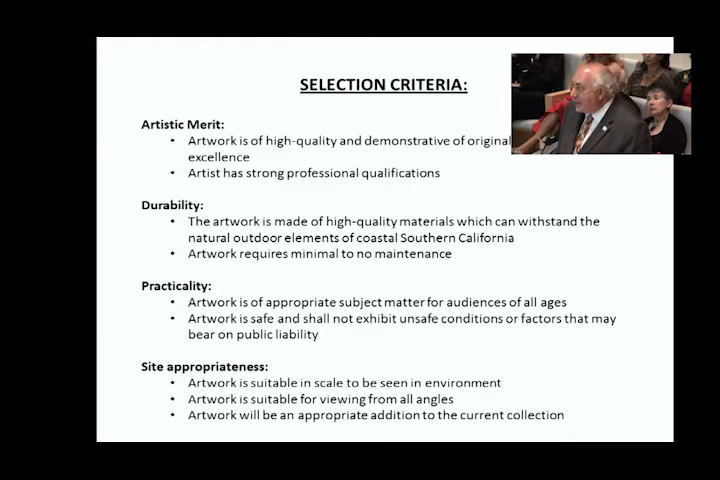 SELECTION CRITERIA:
Artistic Merit:
• Artwork is of high-quality and demonstrative of original
excellence
• Artist has strong professional qualifications
Durability:
• The artwork is made of high-quality materials which can withstand the
natural outdoor elements of coastal Southern California
• Artwork requires minimal to no maintenance
Practicality:
• Artwork is of appropriate subject matter for audiences of all ages
• Artwork is safe and shall not exhibit unsafe conditions or factors that may
bear on public liability
Site appropriateness:
• Artwork is suitable in scale to be seen in environment
• Artwork is suitable for viewing from all angles
• Artwork will be an appropriate addition to the current collection